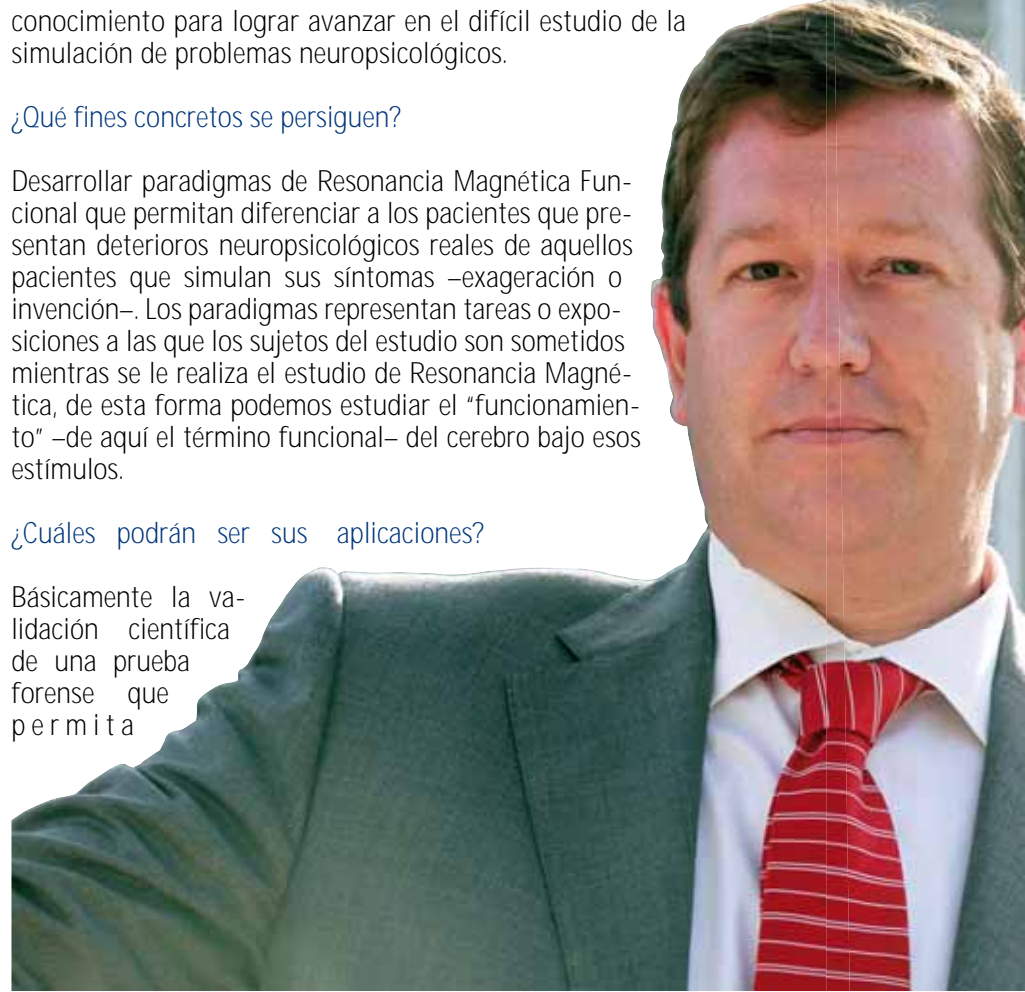 conocimiento para lograr avanzar en el difícil estudio de la
simulación de problemas neuropsicológicos.
¿Qué fines concretos se persiguen?
Desarrollar paradigmas de Resonancia Magnética Fun-
cional que permitan diferenciar a los pacientes que pre-
sentan deterioros neuropsicológicos reales de aquellos
pacientes que simulan sus síntomas –exageración o
invención–. Los paradigmas representan tareas o expo-
siciones a las que los sujetos del estudio son sometidos
mientras se le realiza el estudio de Resonancia Magné-
tica, de esta forma podemos estudiar el “funcionamien-
to” –de aquí el término funcional– del cerebro bajo esos
estímulos.
¿Cuáles podrán ser sus aplicaciones?
Básicamente la va-
lidación científica
de una prueba
forense que
permita